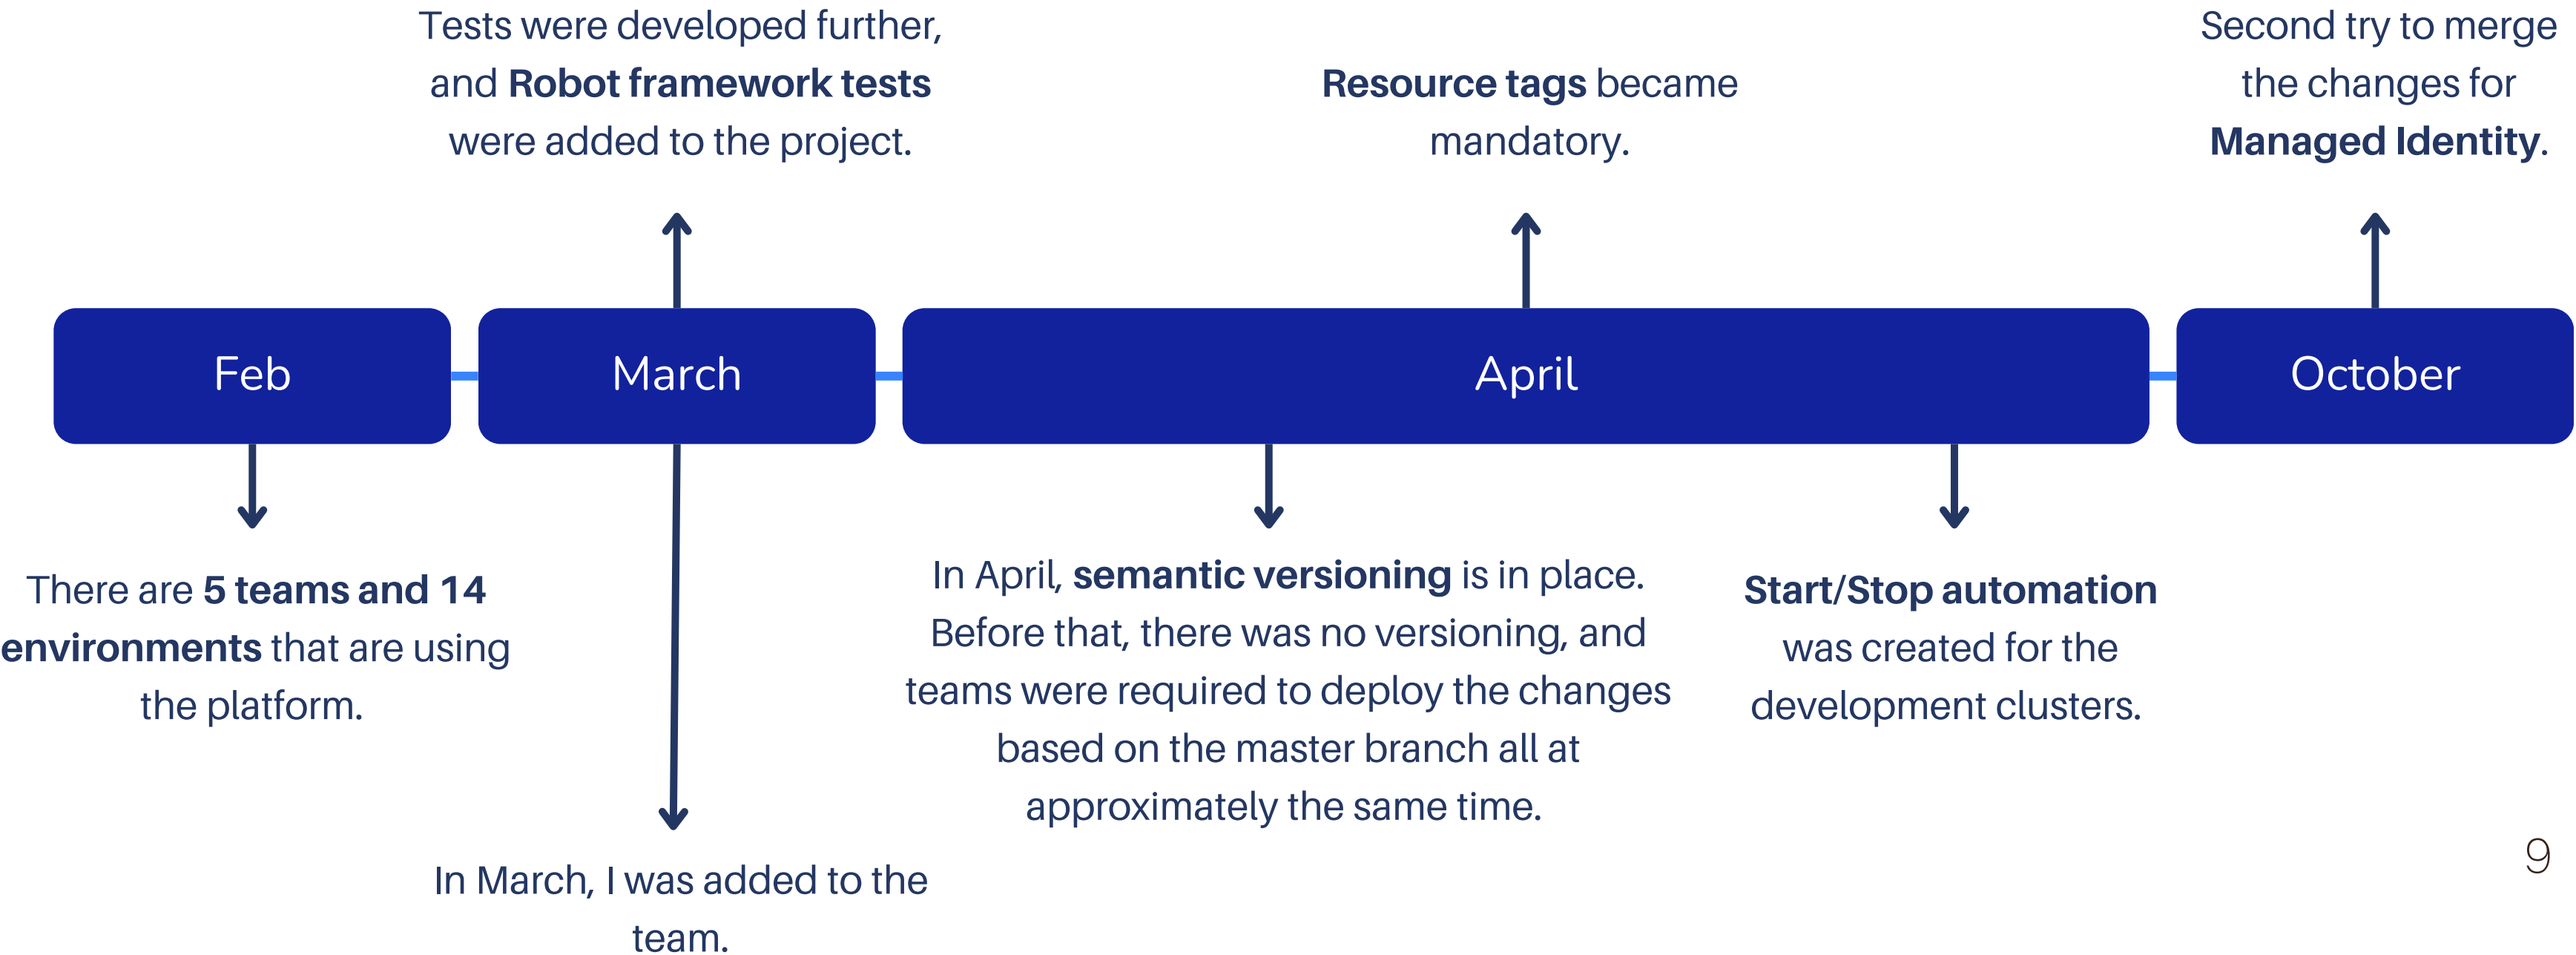 Tests were developed further,
and Robot framework tests
were added to the project.
Resource tags became
mandatory.
Second try to merge
the changes for
Managed Identity.
Feb
March
April
October
There are 5 teams and 14
environments that are using
the platform.
In March, I was added to the
team.
In April, semantic versioning is in place.
Before that, there was no versioning, and
teams were required to deploy the changes
based on the master branch all at
approximately the same time.
Start/Stop automation
was created for the
development clusters.
9